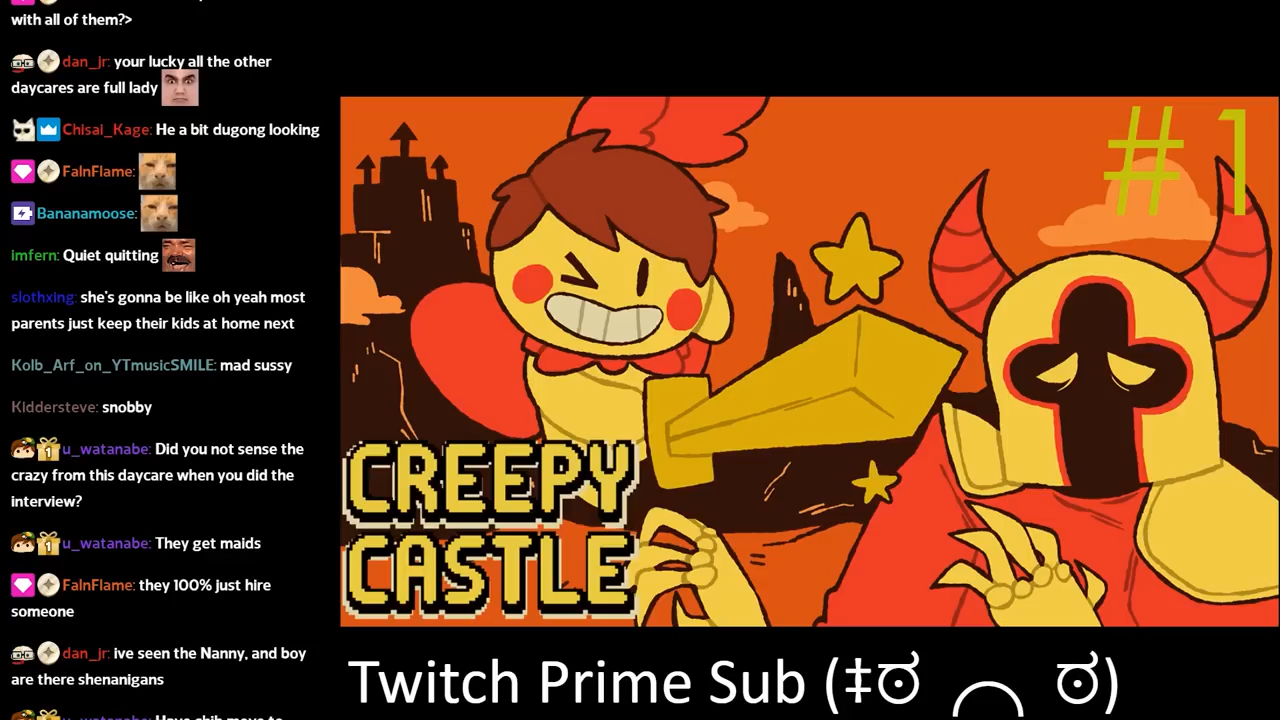 with all of them?>
dan_jr: your lucky all the other
daycares are full lady
Chisai_Kage: He a bit dugong looking
FalnFlame:
Bananamoose:
imfern: Quiet quitting
slothxing: she's gonna be like oh yeah most
parents just keep their kids at home next
Kolb_Arf_on_YTmusicSMILE: mad sussy
KIddersteve: snobby
u_watanabe: Did you not sense the
crazy from this daycare when you did the
interview?
u_watanabe: They get maids
FalnFlame: they 100% just hire
someone
dan_jr: ive seen the Nanny, and boy
are there shenanigans
#1
CREEPY
CASTLE
Twitch Prime Sub (‡ಠ ⁔ ಠ)